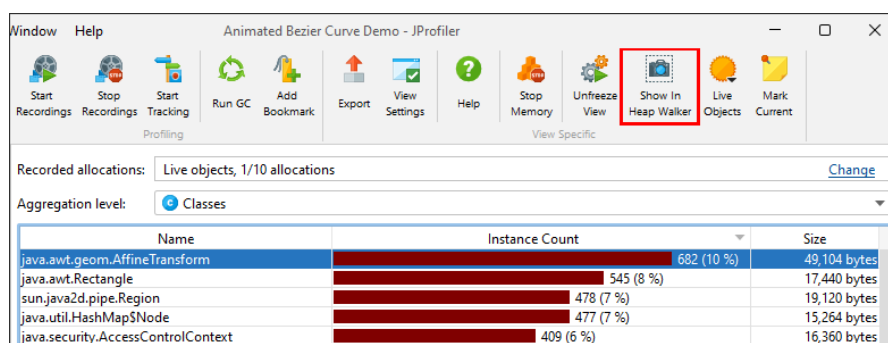 Window Help Animated Bezier Curve Demo - JProfiler
Start Recordings
Stop Recordings
STOP
Start Tracking
Run GC
Add Bookmark
Export
View Settings
Help
Stop Memory
STOP
Unfreeze View
Show In Heap Walker
Live Objects
Mark Current
Profiling
View Specific
Recorded allocations: Live objects, 1/10 allocations Change
Aggregation level: C Classes
Name Instance Count Size
java.awt.geom.AffineTransform 682 (10 %) 49,104 bytes
java.awt.Rectangle 545 (8 %) 17,440 bytes
sun.java2d.pipe.Region 478 (7 %) 19,120 bytes
java.util.HashMap$Node 477 (7 %) 15,264 bytes
java.security.AccessControlContext 409 (6 %) 16,360 bytes